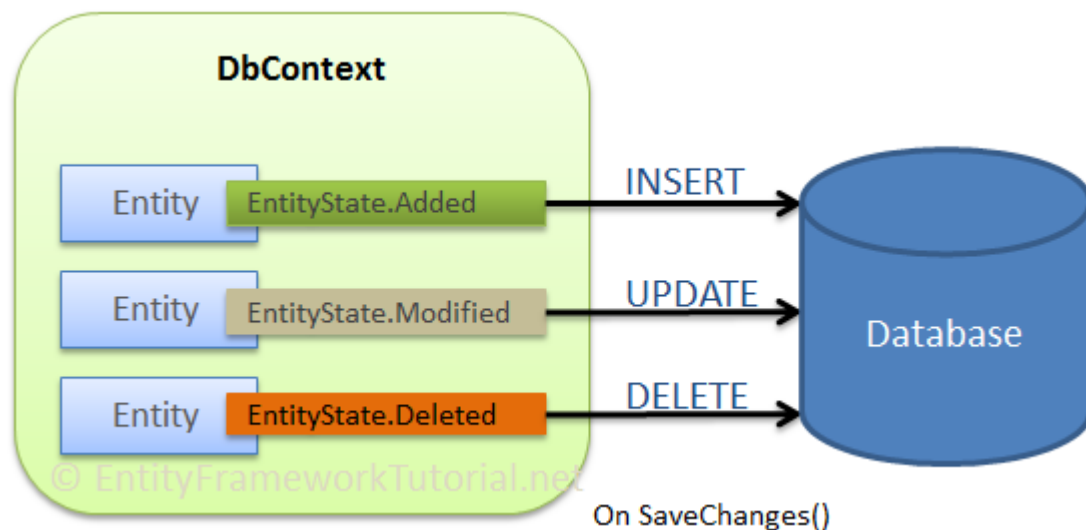 DbContext
Entity
EntityState.Added
INSERT
Entity
EntityState.Modified
UPDATE
Entity
EntityState.Deleted
DELETE
Database
© EntityFrameworkTutorial.net
On SaveChanges()